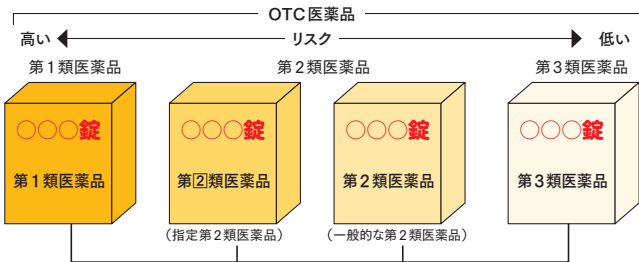 OTC医薬品
高い リスク 低い
第1類医薬品 第2類医薬品 第3類医薬品
○○○錠 ○○○錠 ○○○錠 ○○○錠
第1類医薬品 第2類医薬品 第2類医薬品 第3類医薬品
(指定第2類医薬品) (一般的な第2類医薬品)